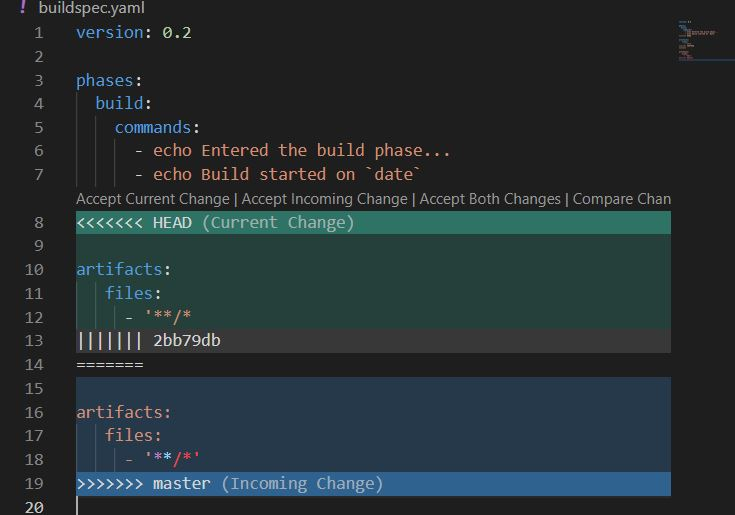 ! buildspec.yaml
1 version: 0.2
2
3 phases:
4   build:
5     commands:
6       - echo Entered the build phase...
7       - echo Build started on `date`
Accept Current Change | Accept Incoming Change | Accept Both Changes | Compare Chan
8 <<<<<<< HEAD (Current Change)
9
10 artifacts:
11    files:
12      - '**/*
13 ||||||| 2bb79db
14 =======
15
16 artifacts:
17    files:
18      - '**/*'
19 >>>>>>> master (Incoming Change)
20